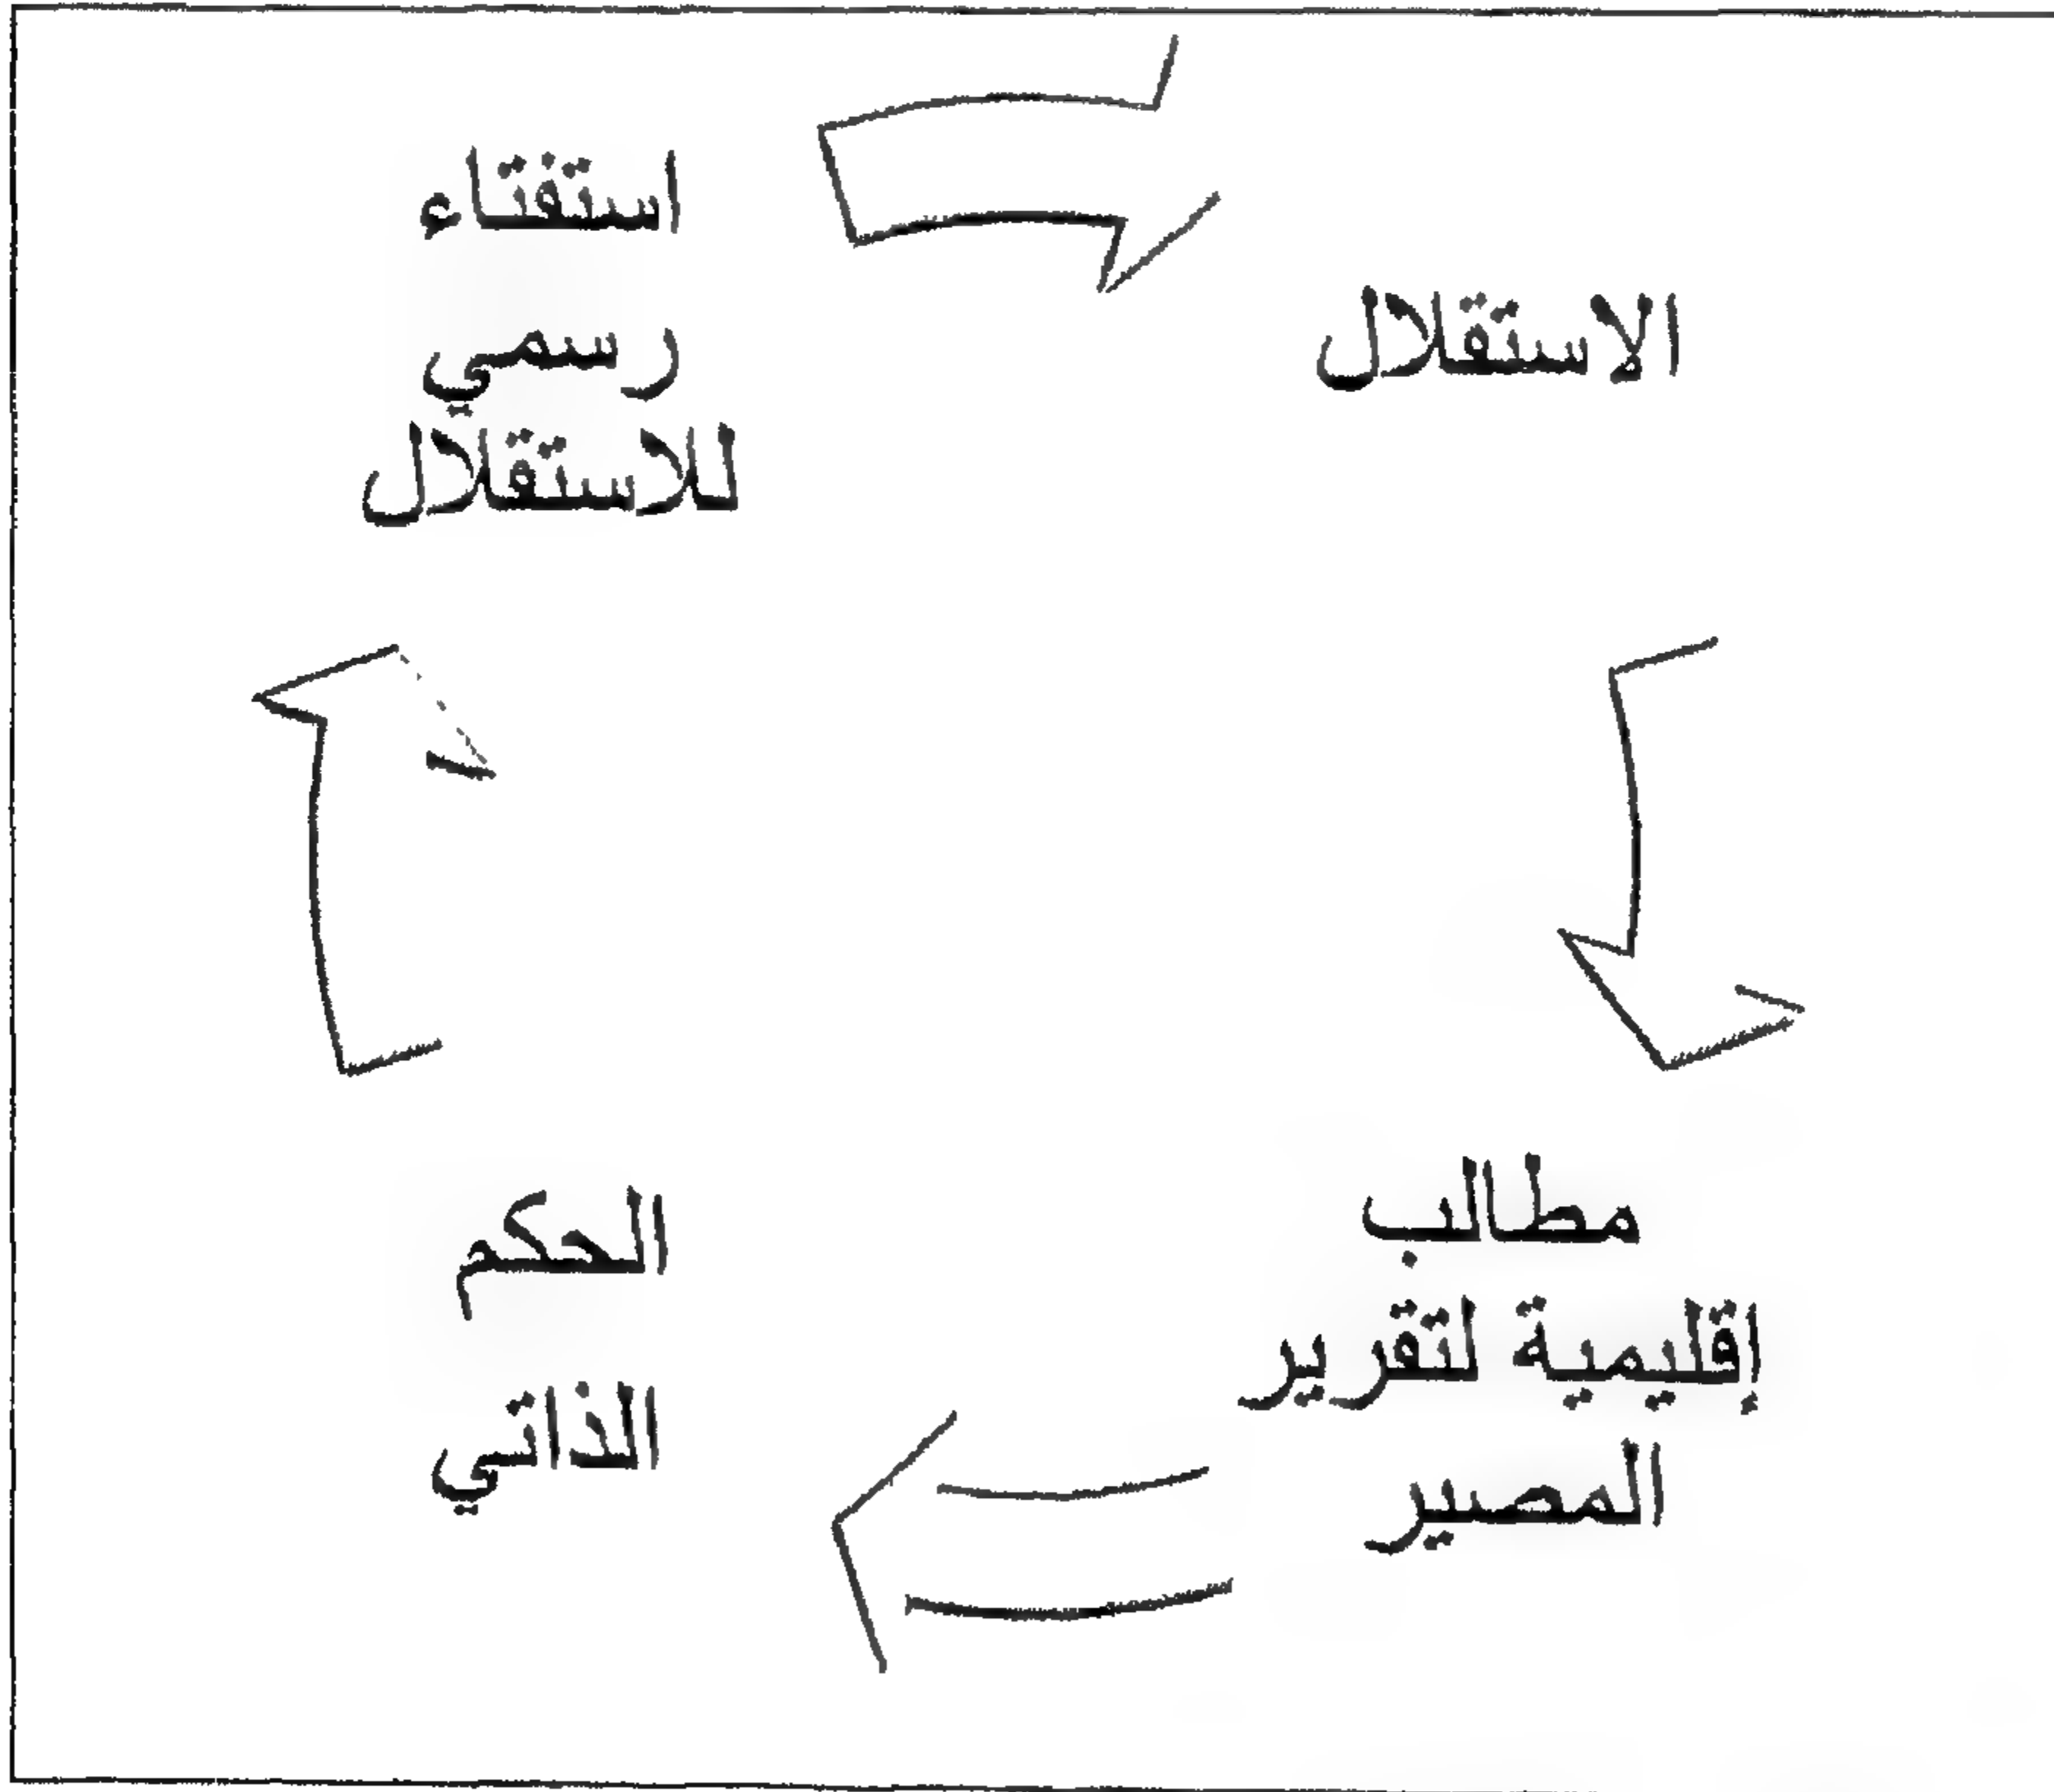 استفتاء
رسمي
للاستقلال
الاستقلال
مطالب
إقليمية لتقرير
المصير
الحكم
الذاتي